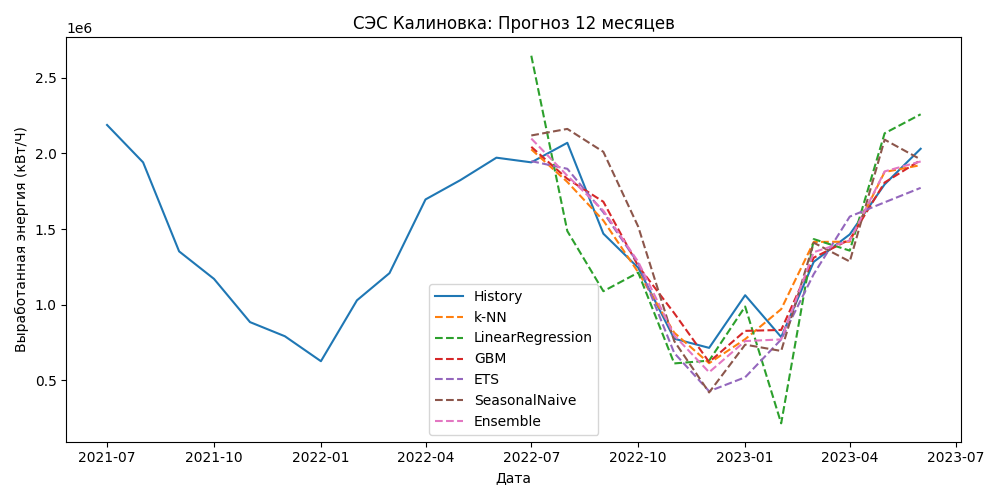 СЭС Калиновка: Прогноз 12 месяцев
1e6
Выработанная энергия (кВт/Ч)
2.5
2.0
1.5
1.0
0.5
History
k-NN
LinearRegression
GBM
ETS
SeasonalNaive
Ensemble
2021-07 2021-10 2022-01 2022-04 2022-07 2022-10 2023-01 2023-04 2023-07
Дата